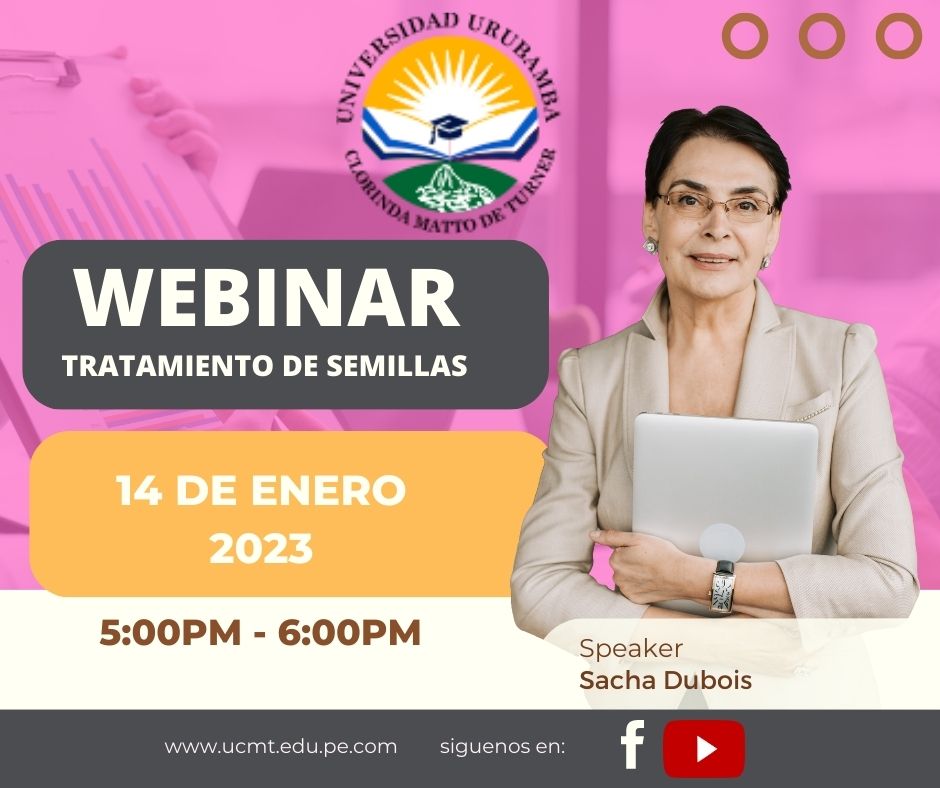 UNIVERSIDAD URUBAMBA
CLORINDA MATTO DE TURNER
WEBINAR
TRATAMIENTO DE SEMILLAS
14 DE ENERO
2023
5:00PM - 6:00PM
Speaker
Sacha Dubois
www.ucmt.edu.pe.com
siguenos en: